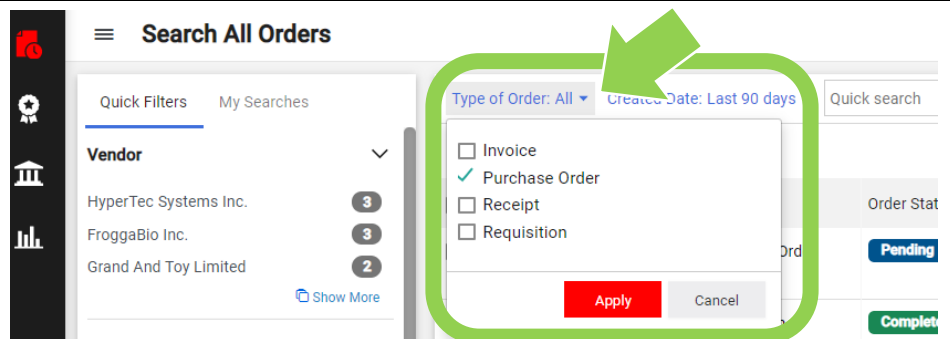 Search All Orders
Quick Filters My Searches
Vendor
HyperTec Systems Inc. 3
FroggaBio Inc. 3
Grand And Toy Limited 2
Show More
Type of Order: All Created Date: Last 90 days Quick search
Invoice
Purchase Order
Receipt
Requisition
Apply Cancel
Order Stat
Ord
Pending
Complete